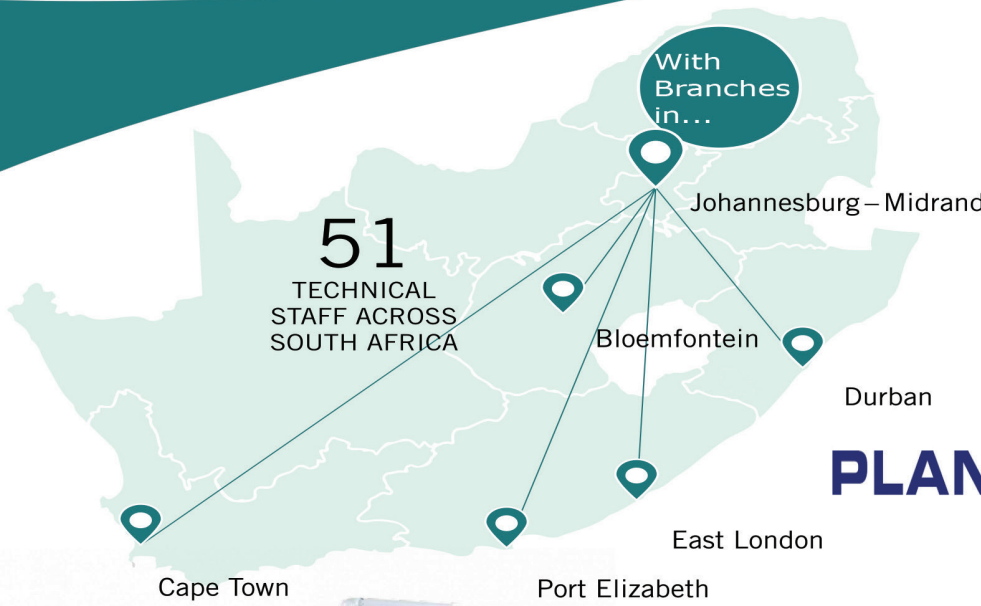 With
Branches
in...
Johannesburg – Midrand
51
TECHNICAL
STAFF ACROSS
SOUTH AFRICA
Bloemfontein
Durban
PLAN
East London
Cape Town
Port Elizabeth